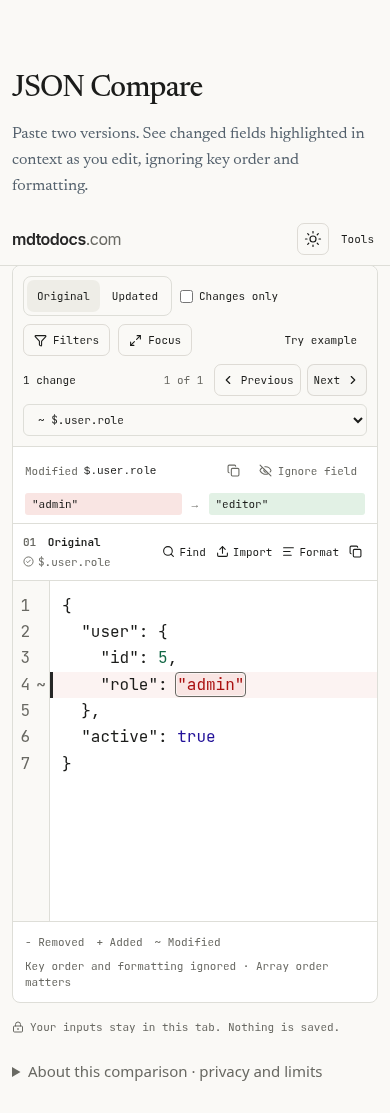 JSON Compare
Paste two versions. See changed fields highlighted in
context as you edit, ignoring key order and
formatting.
mdtodocs.com
Tools
Original Updated Changes only
Filters Focus Try example
1 change 1 of 1 Previous Next
~ $.user.role
Modified $.user.role Ignore field
"admin" → "editor"
01 Original
$.user.role
Find Import Format
1 {
2 "user": {
3 "id": 5,
4 ~ "role": "admin"
5 },
6 "active": true
7 }
- Removed + Added ~ Modified
Key order and formatting ignored · Array order
matters
Your inputs stay in this tab. Nothing is saved.
About this comparison · privacy and limits